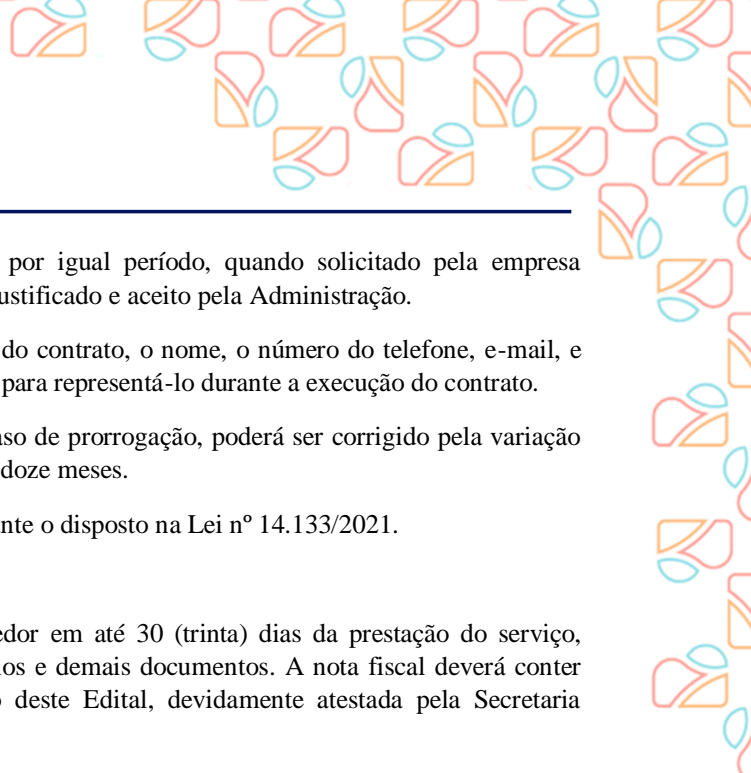 por igual período, quando solicitado pela empresa
ustificado e aceito pela Administração.
do contrato, o nome, o número do telefone, e-mail, e
para representá-lo durante a execução do contrato.
aso de prorrogação, poderá ser corrigido pela variação
doze meses.
nte o disposto na Lei nº 14.133/2021.
edor em até 30 (trinta) dias da prestação do serviço,
os e demais documentos. A nota fiscal deverá conter
o deste Edital, devidamente atestada pela Secretaria